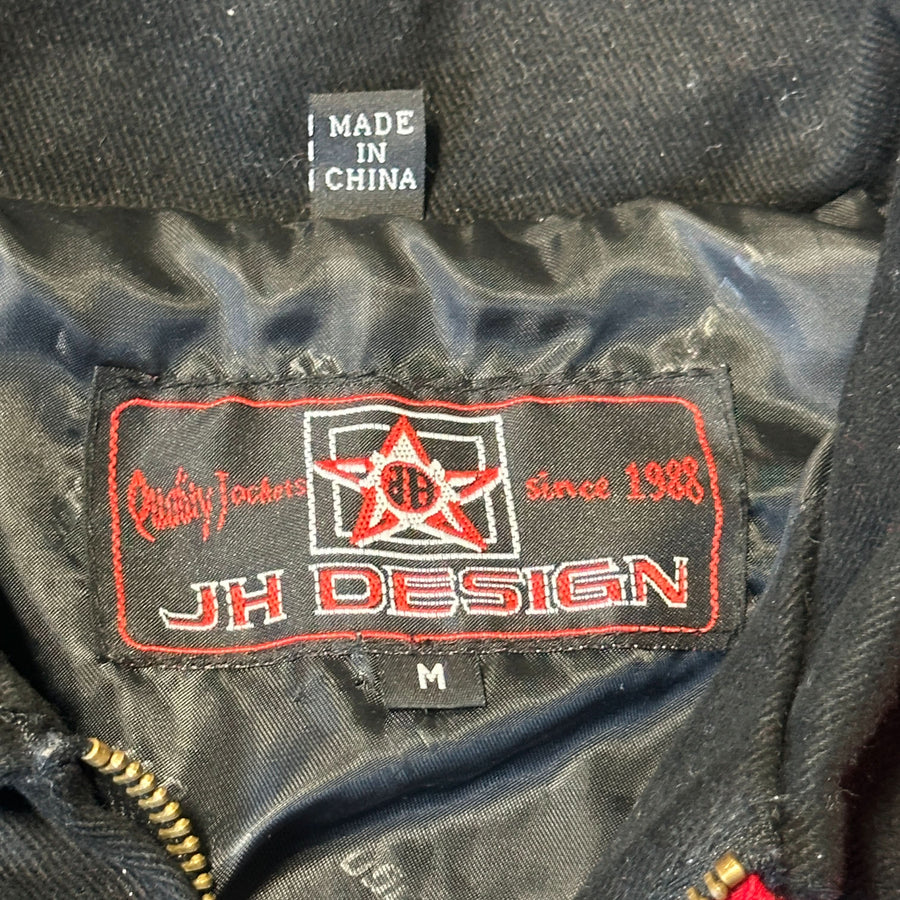 MADE
IN
CHINA
Quality Jackets
since 1988
JH DESIGN
M